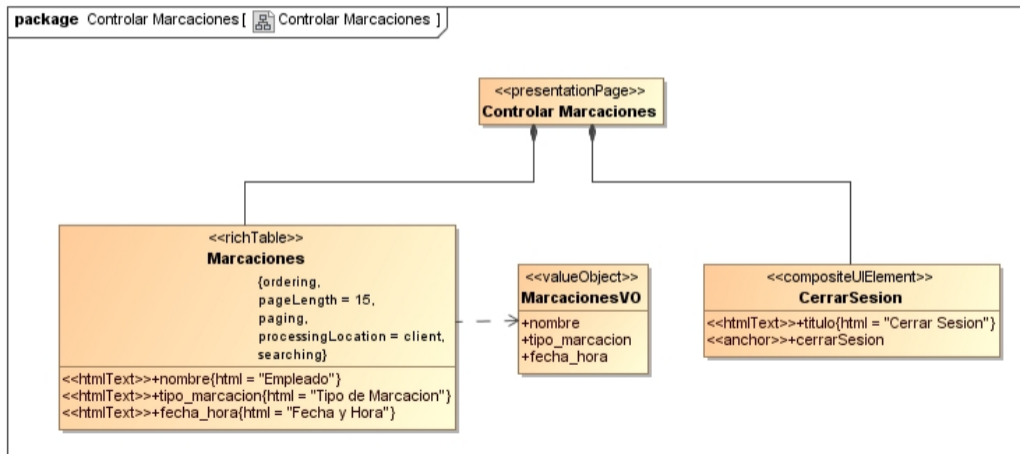 package Controlar Marcaciones [ Controlar Marcaciones ]
<<presentationPage>>
Controlar Marcaciones
<<richTable>>
Marcaciones
{ordering,
pageLength = 15,
paging,
processingLocation = client,
searching}
<<htmlText>>+nombre{html = "Empleado"}
<<htmlText>>+tipo_marcacion{html = "Tipo de Marcacion"}
<<htmlText>>+fecha_hora{html = "Fecha y Hora"}
<<valueObject>>
MarcacionesVO
+nombre
+tipo_marcacion
+fecha_hora
<<compositeUIElement>>
CerrarSesion
<<htmlText>>+titulo{html = "Cerrar Sesion"}
<<anchor>>+cerrarSesion